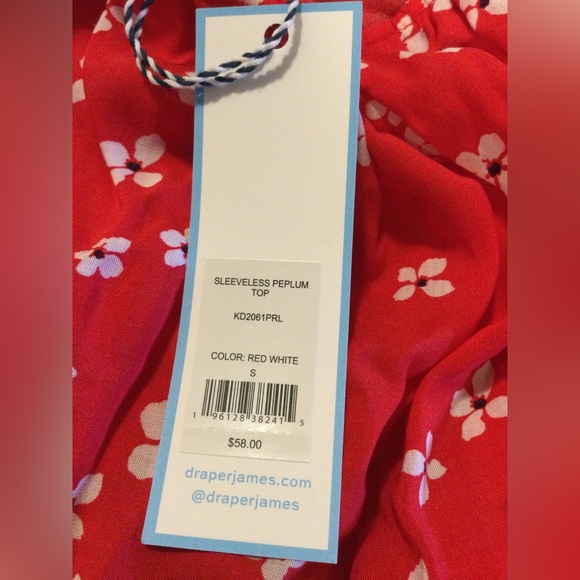 SLEEVELESS PEPLUM
TOP
KD2061PRL
COLOR: RED WHITE
S
1 96128 38241 5
$58.00
draperjames.com
@draperjames